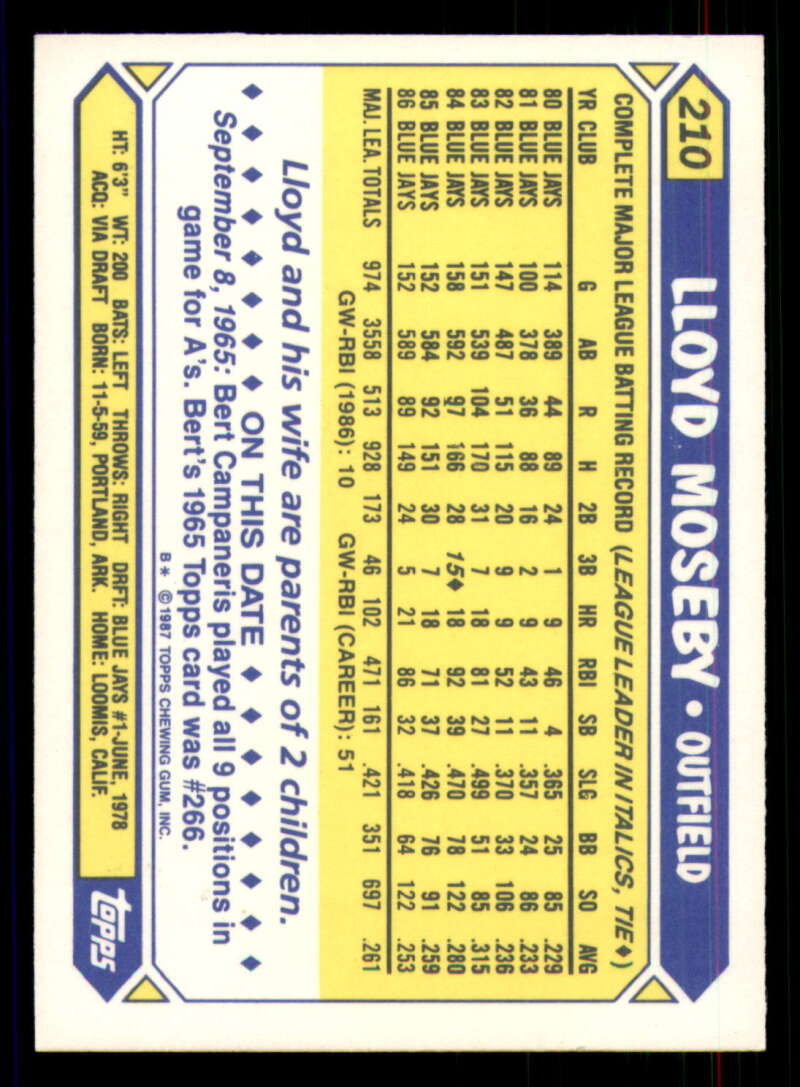 210
LLOYD MOSEBY • OUTFIELD
COMPLETE MAJOR LEAGUE BATTING RECORD (LEAGUE LEADER IN ITALICS, TIE♦)
YR CLUB G AB R H 2B 3B HR RBI SB SLG BB SO AVG
80 BLUE JAYS 114 389 44 89 24 1 9 46 4 .365 25 85 .229
81 BLUE JAYS 100 378 36 88 16 2 9 43 11 .357 24 86 .233
82 BLUE JAYS 147 487 51 115 20 9 9 52 11 .370 33 106 .236
83 BLUE JAYS 151 539 104 170 31 7 18 81 27 .499 51 85 .315
84 BLUE JAYS 158 592 97 166 28 15♦ 18 92 39 .470 78 122 .280
85 BLUE JAYS 152 584 92 151 30 7 18 71 37 .426 76 91 .259
86 BLUE JAYS 152 589 89 149 24 5 21 86 32 .418 64 122 .253
MAJ. LEA. TOTALS 974 3558 513 928 173 46 102 471 161 .421 351 697 .261
GW-RBI (1986): 10 GW-RBI (CAREER): 51
Lloyd and his wife are parents of 2 children.
♦ ♦ ♦ ♦ ♦ ♦ ♦ ♦ ♦ ON THIS DATE ♦ ♦ ♦ ♦ ♦ ♦ ♦ ♦ ♦
September 8, 1965: Bert Campaneris played all 9 positions in
game for A's. Bert's 1965 Topps card was #266.
B* ©1987 TOPPS CHEWING GUM, INC.
HT: 6'3" WT: 200 BATS: LEFT THROWS: RIGHT DRFT: BLUE JAYS #1-JUNE, 1978
ACQ: VIA DRAFT BORN: 11-5-59, PORTLAND, ARK. HOME: LOOMIS, CALIF.
topps